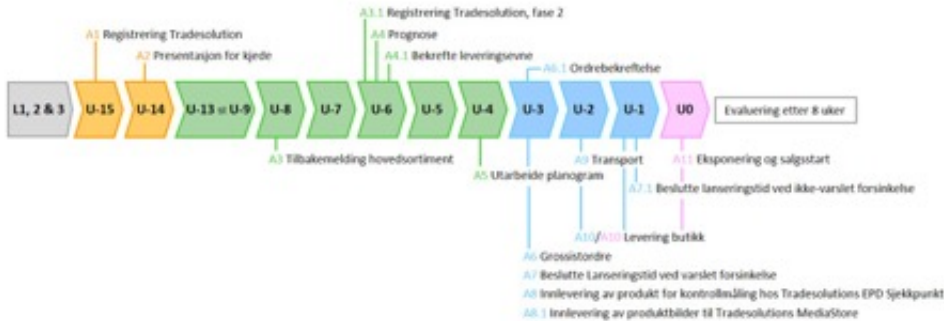 A3.1 Registrering Tradesolution, fase 2
A1 Registrering Tradesolution
A4 Prognose
A2 Presentasjon for kjede
A4.1 Bekrefte leveringsevne
A6.1 Ordrebekreftelse
L1, 2 & 3
U-15
U-14
U-13 til U-9
U-8
U-7
U-6
U-5
U-4
U-3
U-2
U-1
U0
Evaluering etter 8 uker
A3 Tilbakemelding hovedsortiment
A9 Transport
A11 Eksponering og salgsstart
A5 Utarbeide planogram
A7.1 Beslutte lanseringstid ved ikke-varslet forsinkelse
A10/A10 Levering butikk
A6 Grossistordre
A7 Beslutte Lanseringstid ved varslet forsinkelse
A8 Innlevering av produkt for kontrollmåling hos Tradesolutions EPD Sjekkpunkt
A8.1 Innlevering av produktbilder til Tradesolutions MediaStore